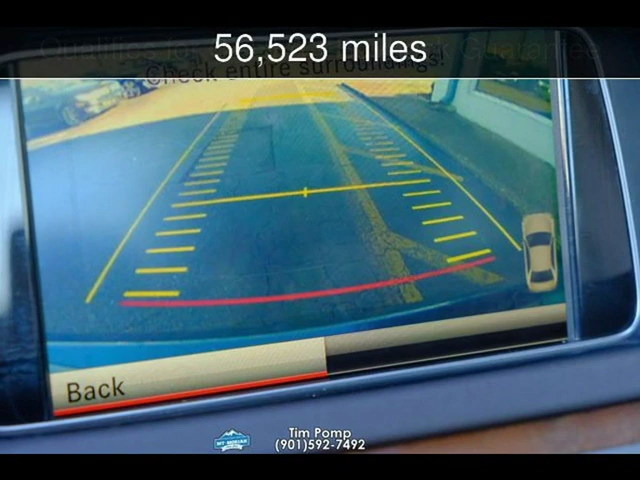 56,523 miles
Check entire surroundings!
Back
Tim Pomp
(901)592-7492